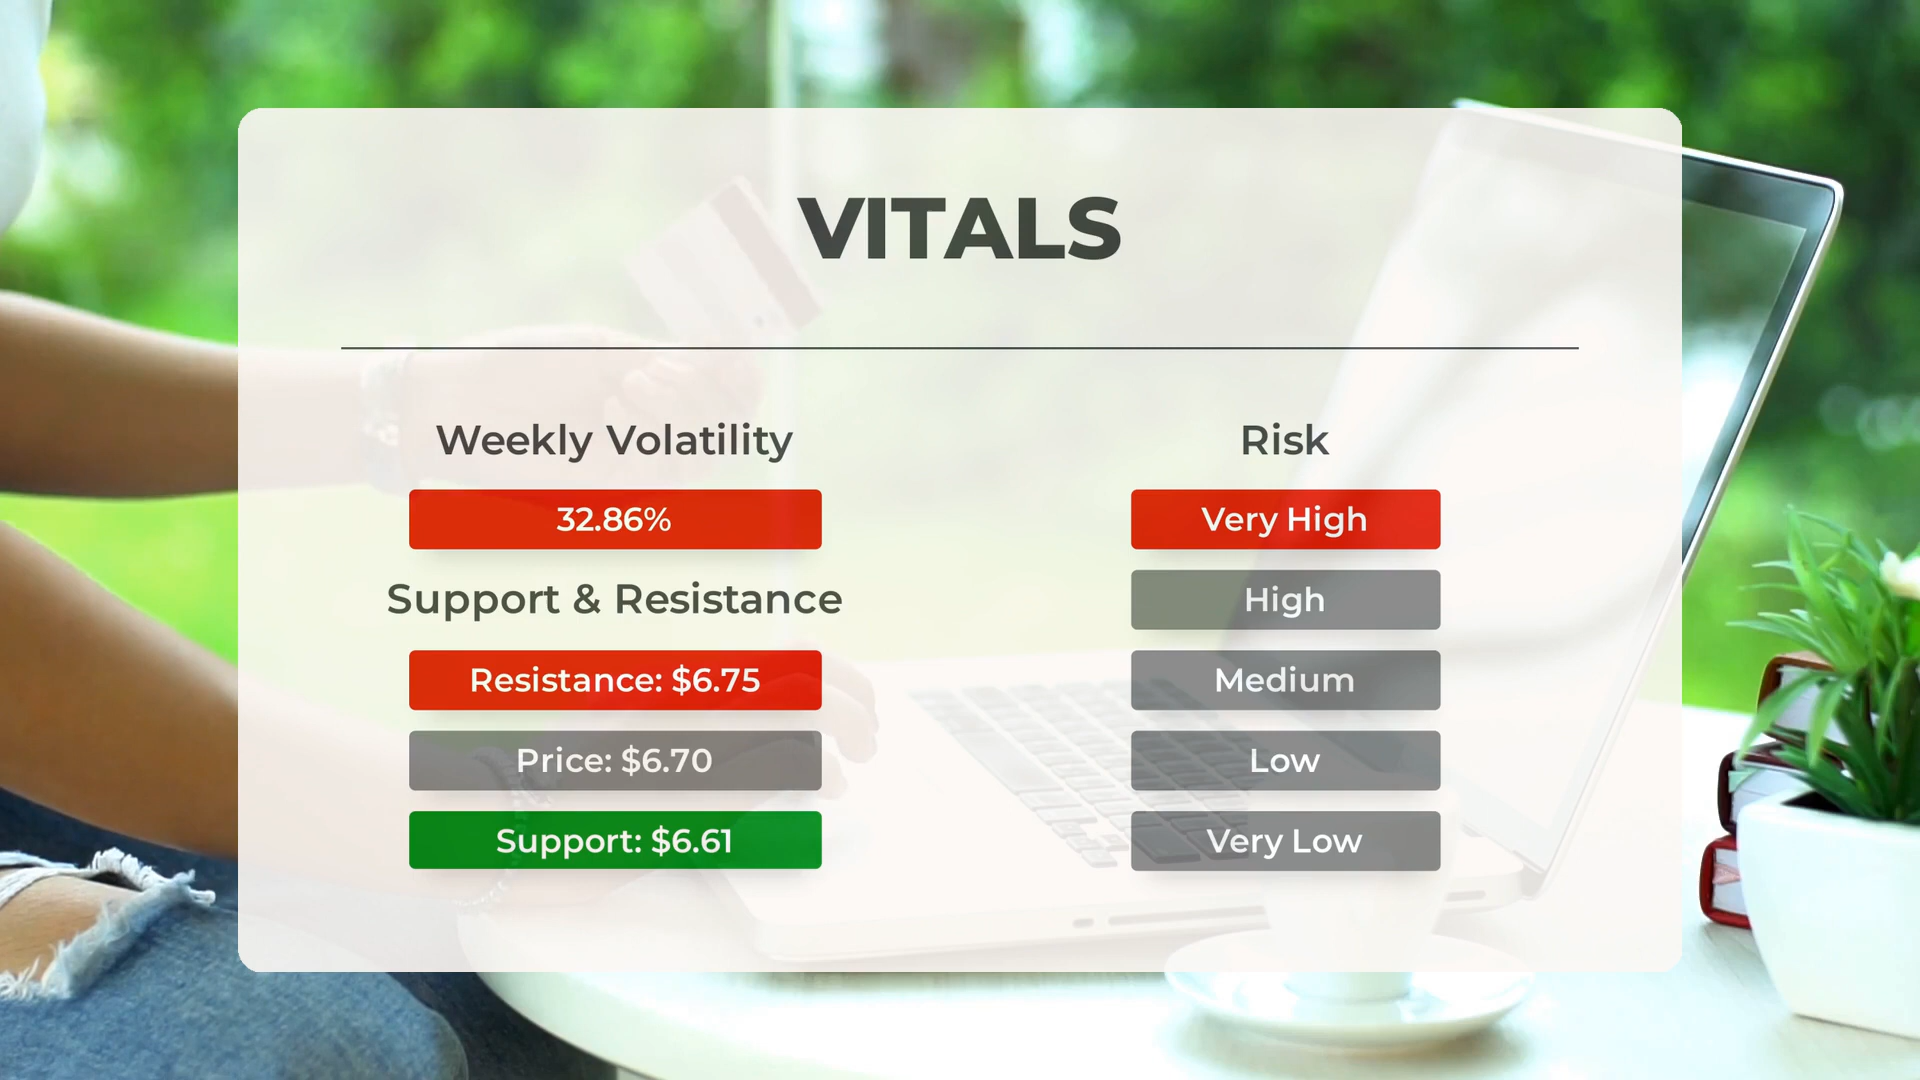 VITALS
Weekly Volatility
32.86%
Support & Resistance
Resistance: $6.75
Price: $6.70
Support: $6.61
Risk
Very High
High
Medium
Low
Very Low